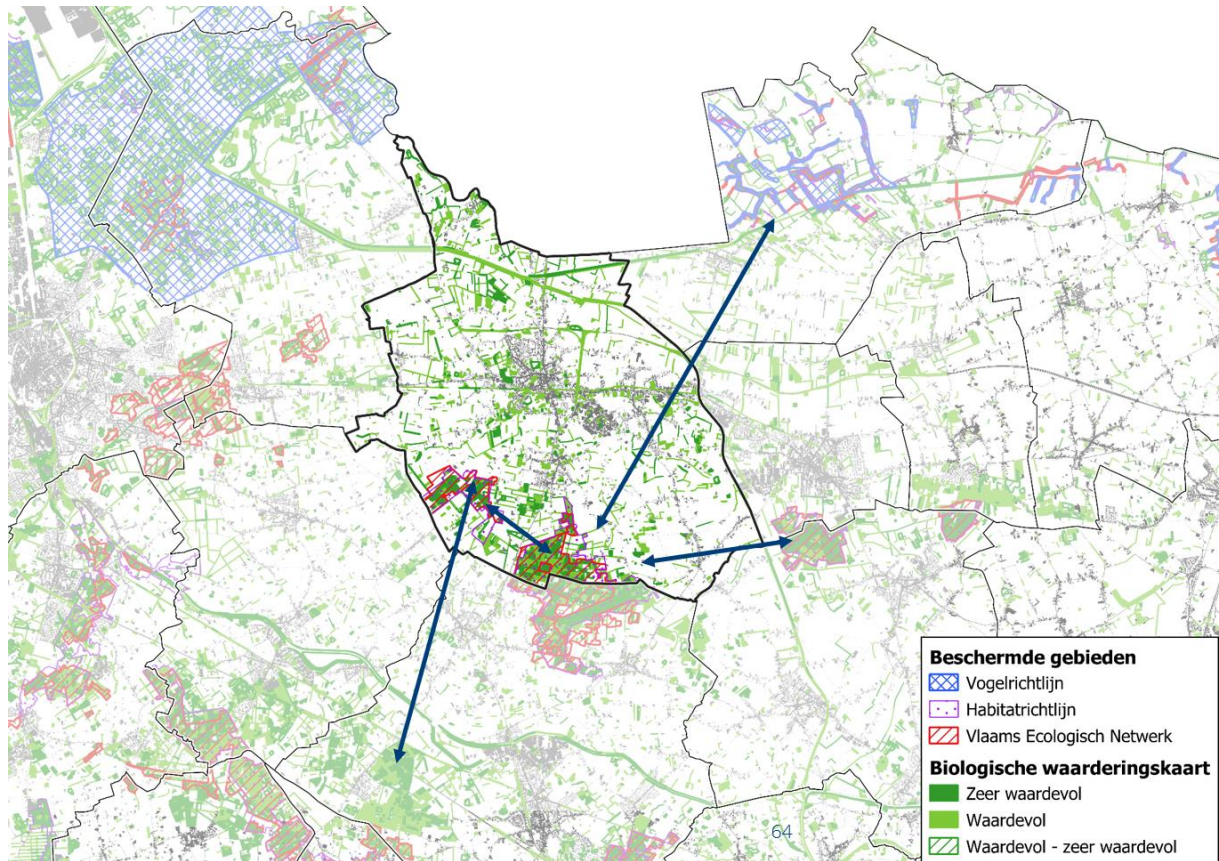 64
Beschermde gebieden
Vogelrichtlijn
Habitatrichtlijn
Vlaams Ecologisch Netwerk
Biologische waarderingskaart
Zeer waardevol
Waardevol
Waardevol - zeer waardevol